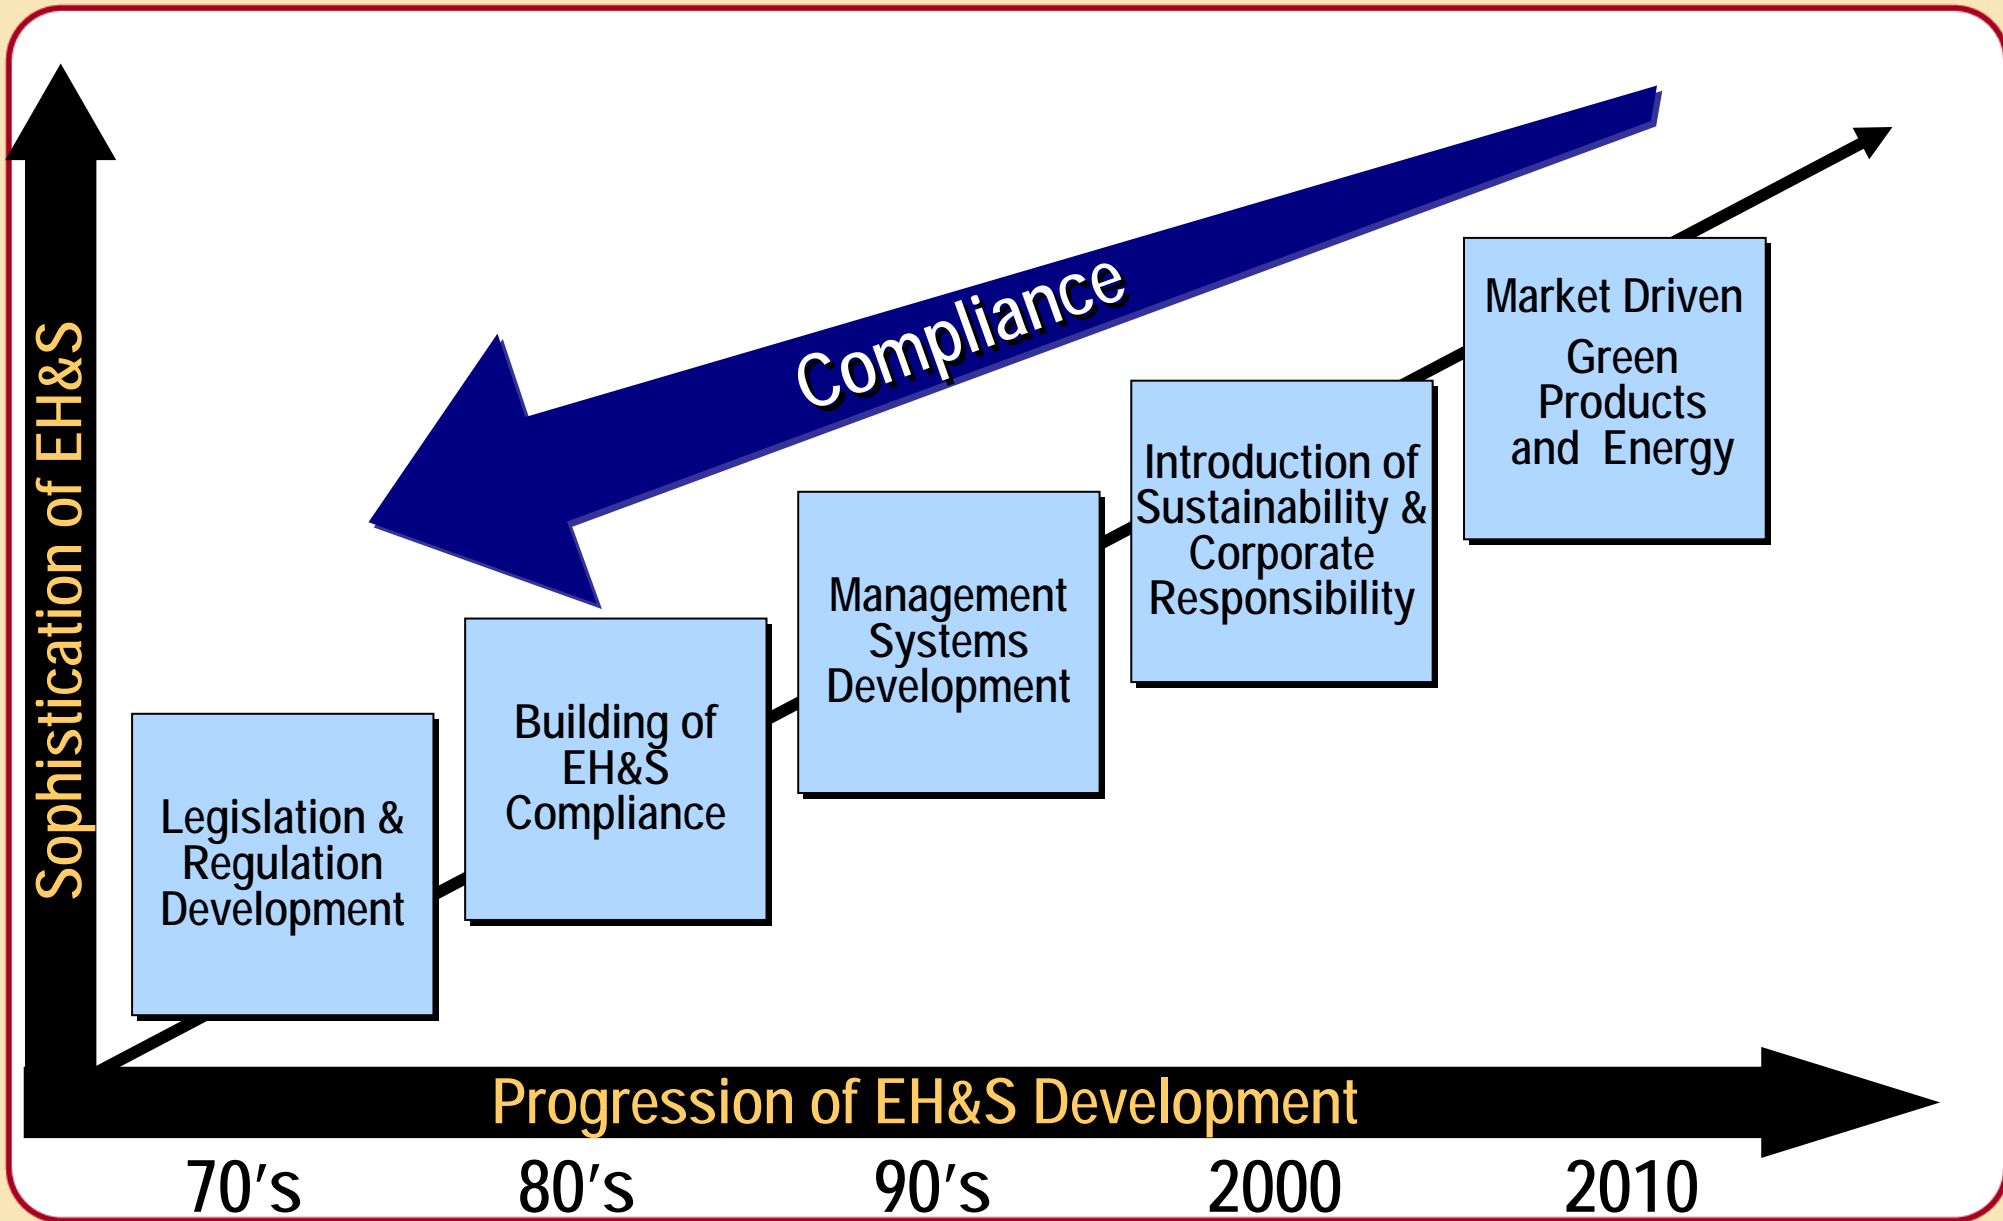 Sophistication of EH&S
Compliance
Legislation &
Regulation
Development
Building of
EH&S
Compliance
Management
Systems
Development
Introduction of
Sustainability &
Corporate
Responsibility
Market Driven
Green
Products
and Energy
Progression of EH&S Development
70's
80's
90's
2000
2010